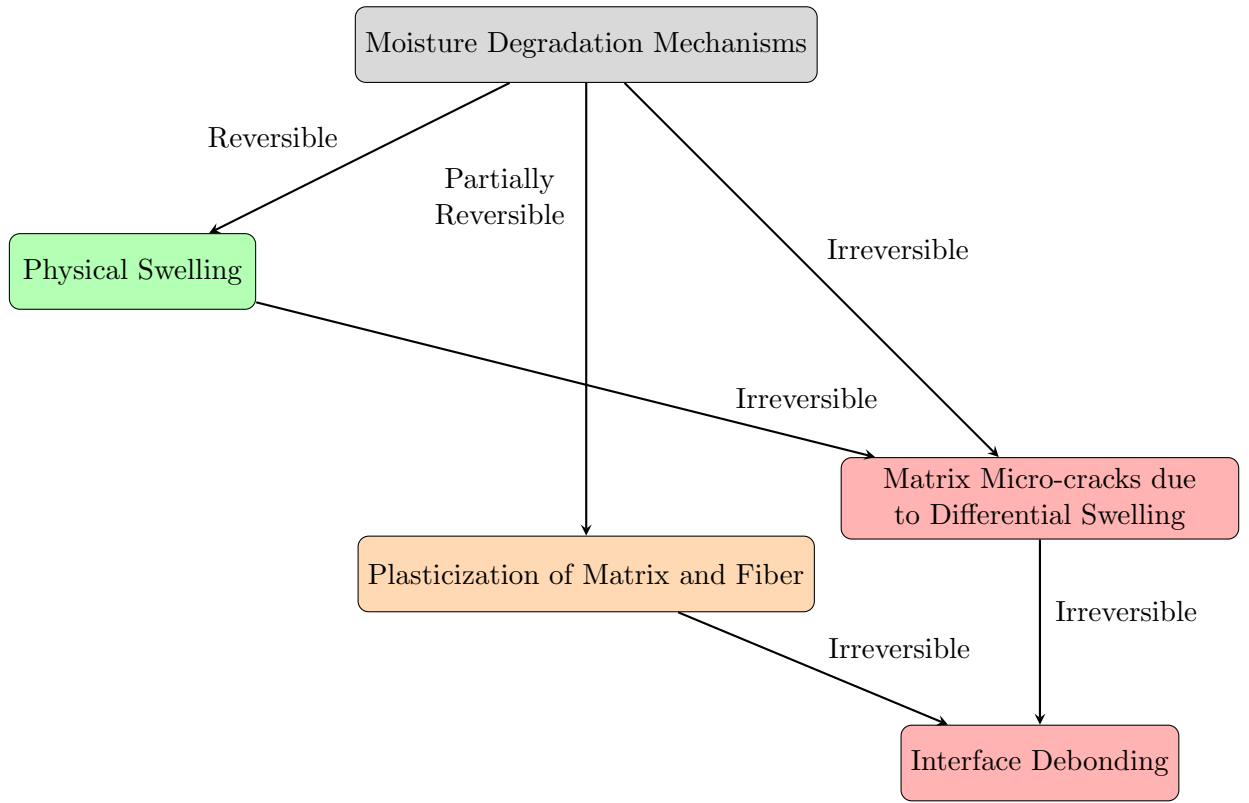 Moisture Degradation Mechanisms
Reversible
Partially
Reversible
Irreversible
Physical Swelling
Irreversible
Matrix Micro-cracks due
to Differential Swelling
Plasticization of Matrix and Fiber
Irreversible
Irreversible
Interface Debonding